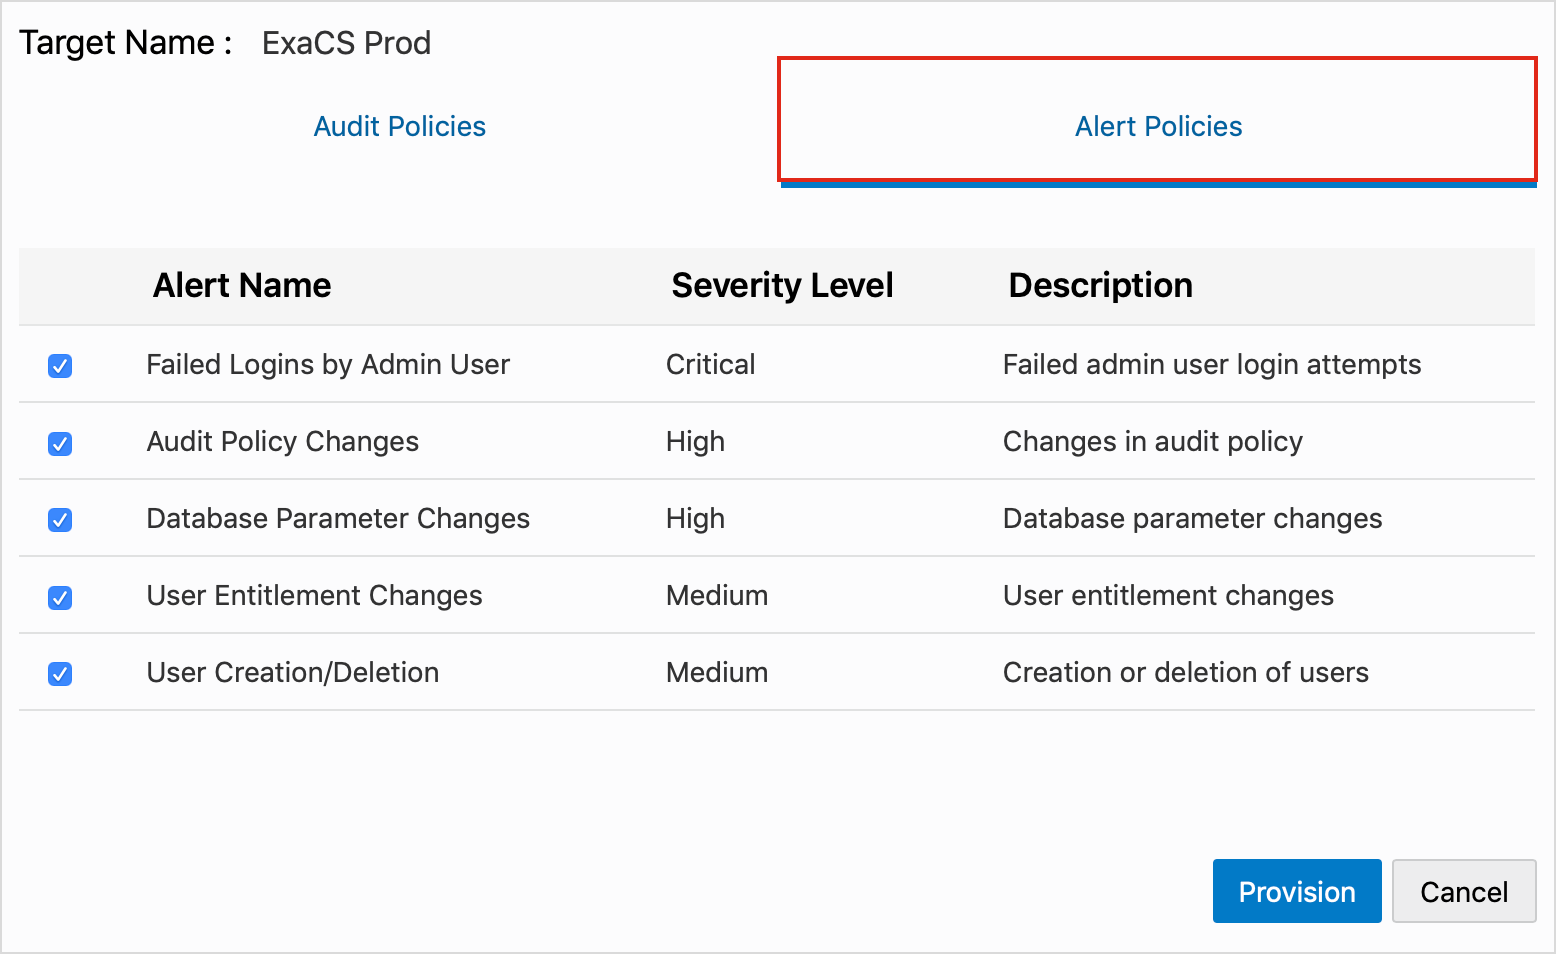 Target Name : ExaCS Prod
Audit Policies Alert Policies
Alert Name Severity Level Description
Failed Logins by Admin User Critical Failed admin user login attempts
Audit Policy Changes High Changes in audit policy
Database Parameter Changes High Database parameter changes
User Entitlement Changes Medium User entitlement changes
User Creation/Deletion Medium Creation or deletion of users
Provision Cancel